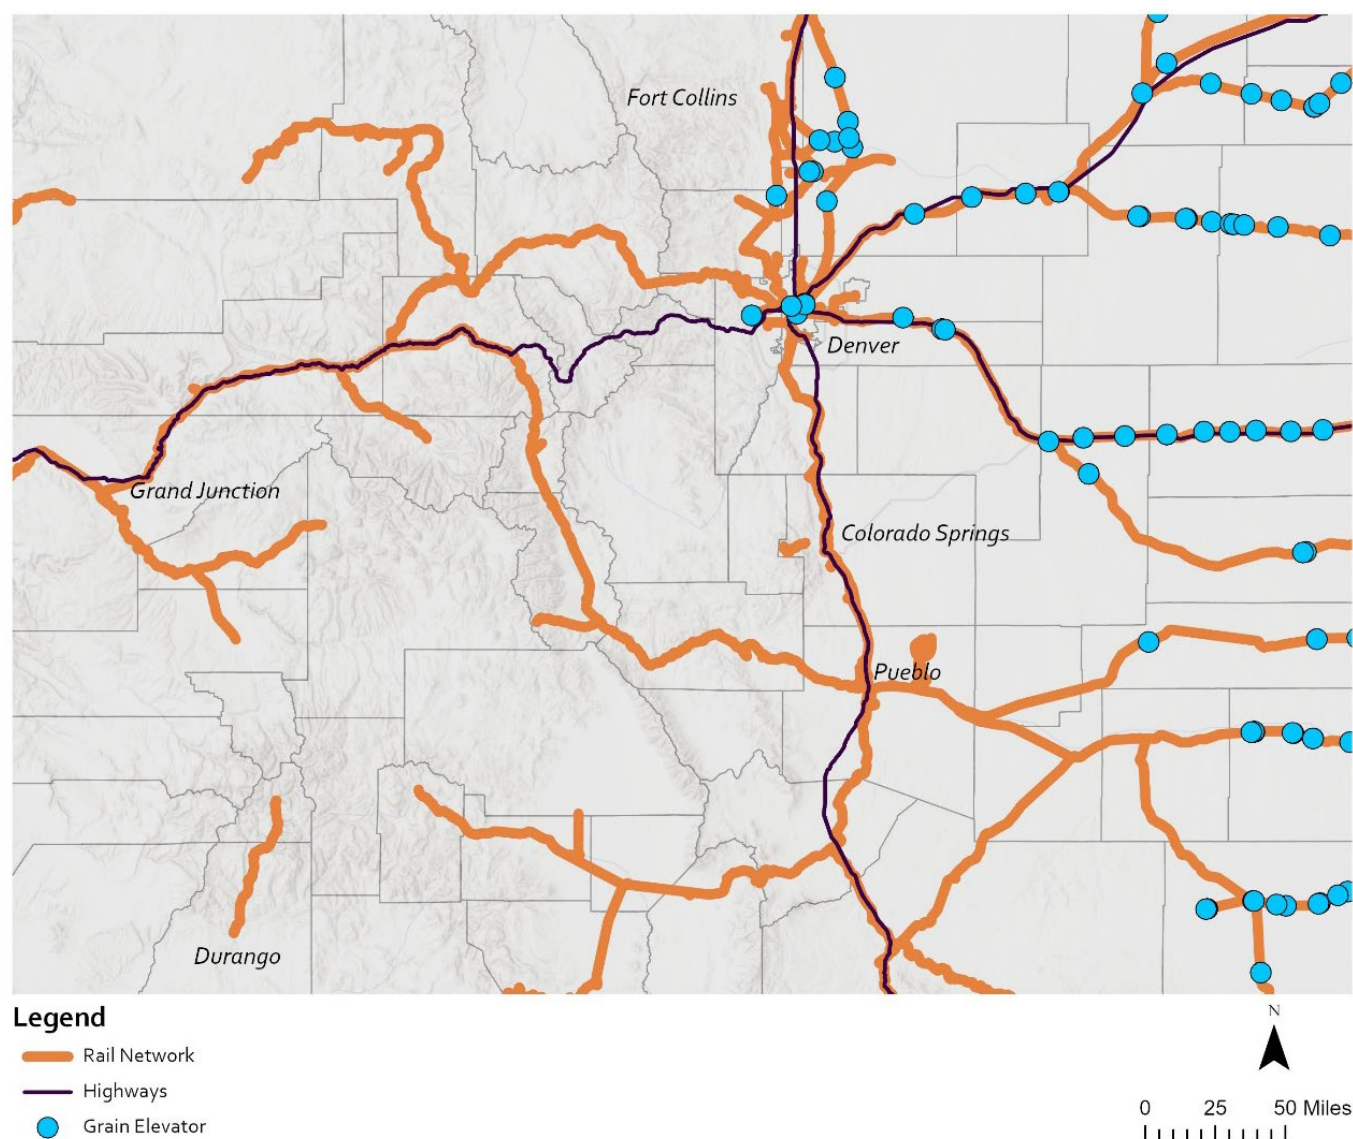 Fort Collins
Denver
Grand Junction
Colorado Springs
Pueblo
Durango
Legend
Rail Network
Highways
Grain Elevator
N
0 25 50 Miles